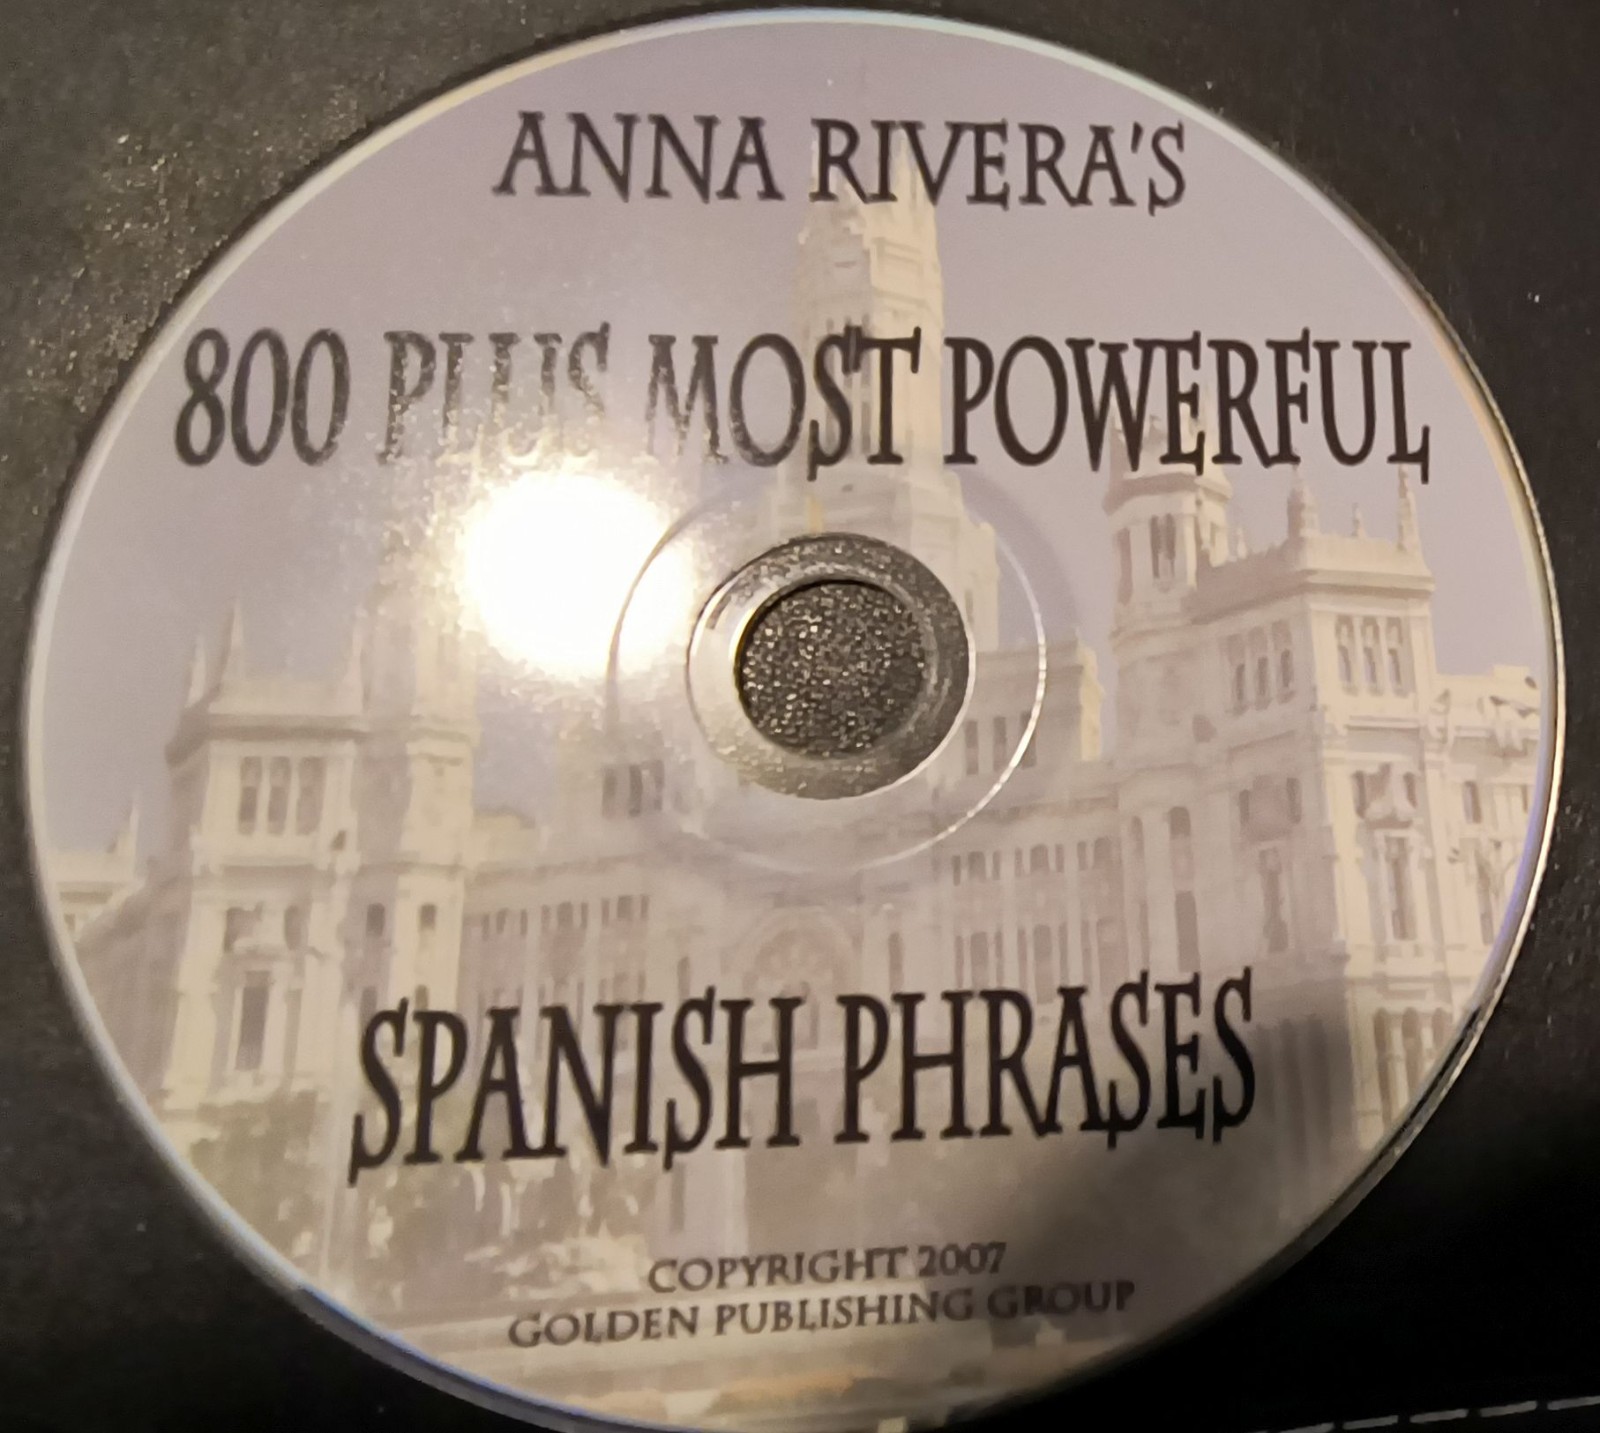 ANNA RIVERA'S
800 PLUS MOST POWERFUL
SPANISH PHRASES
COPYRIGHT 2007
GOLDEN PUBLISHING GROUP